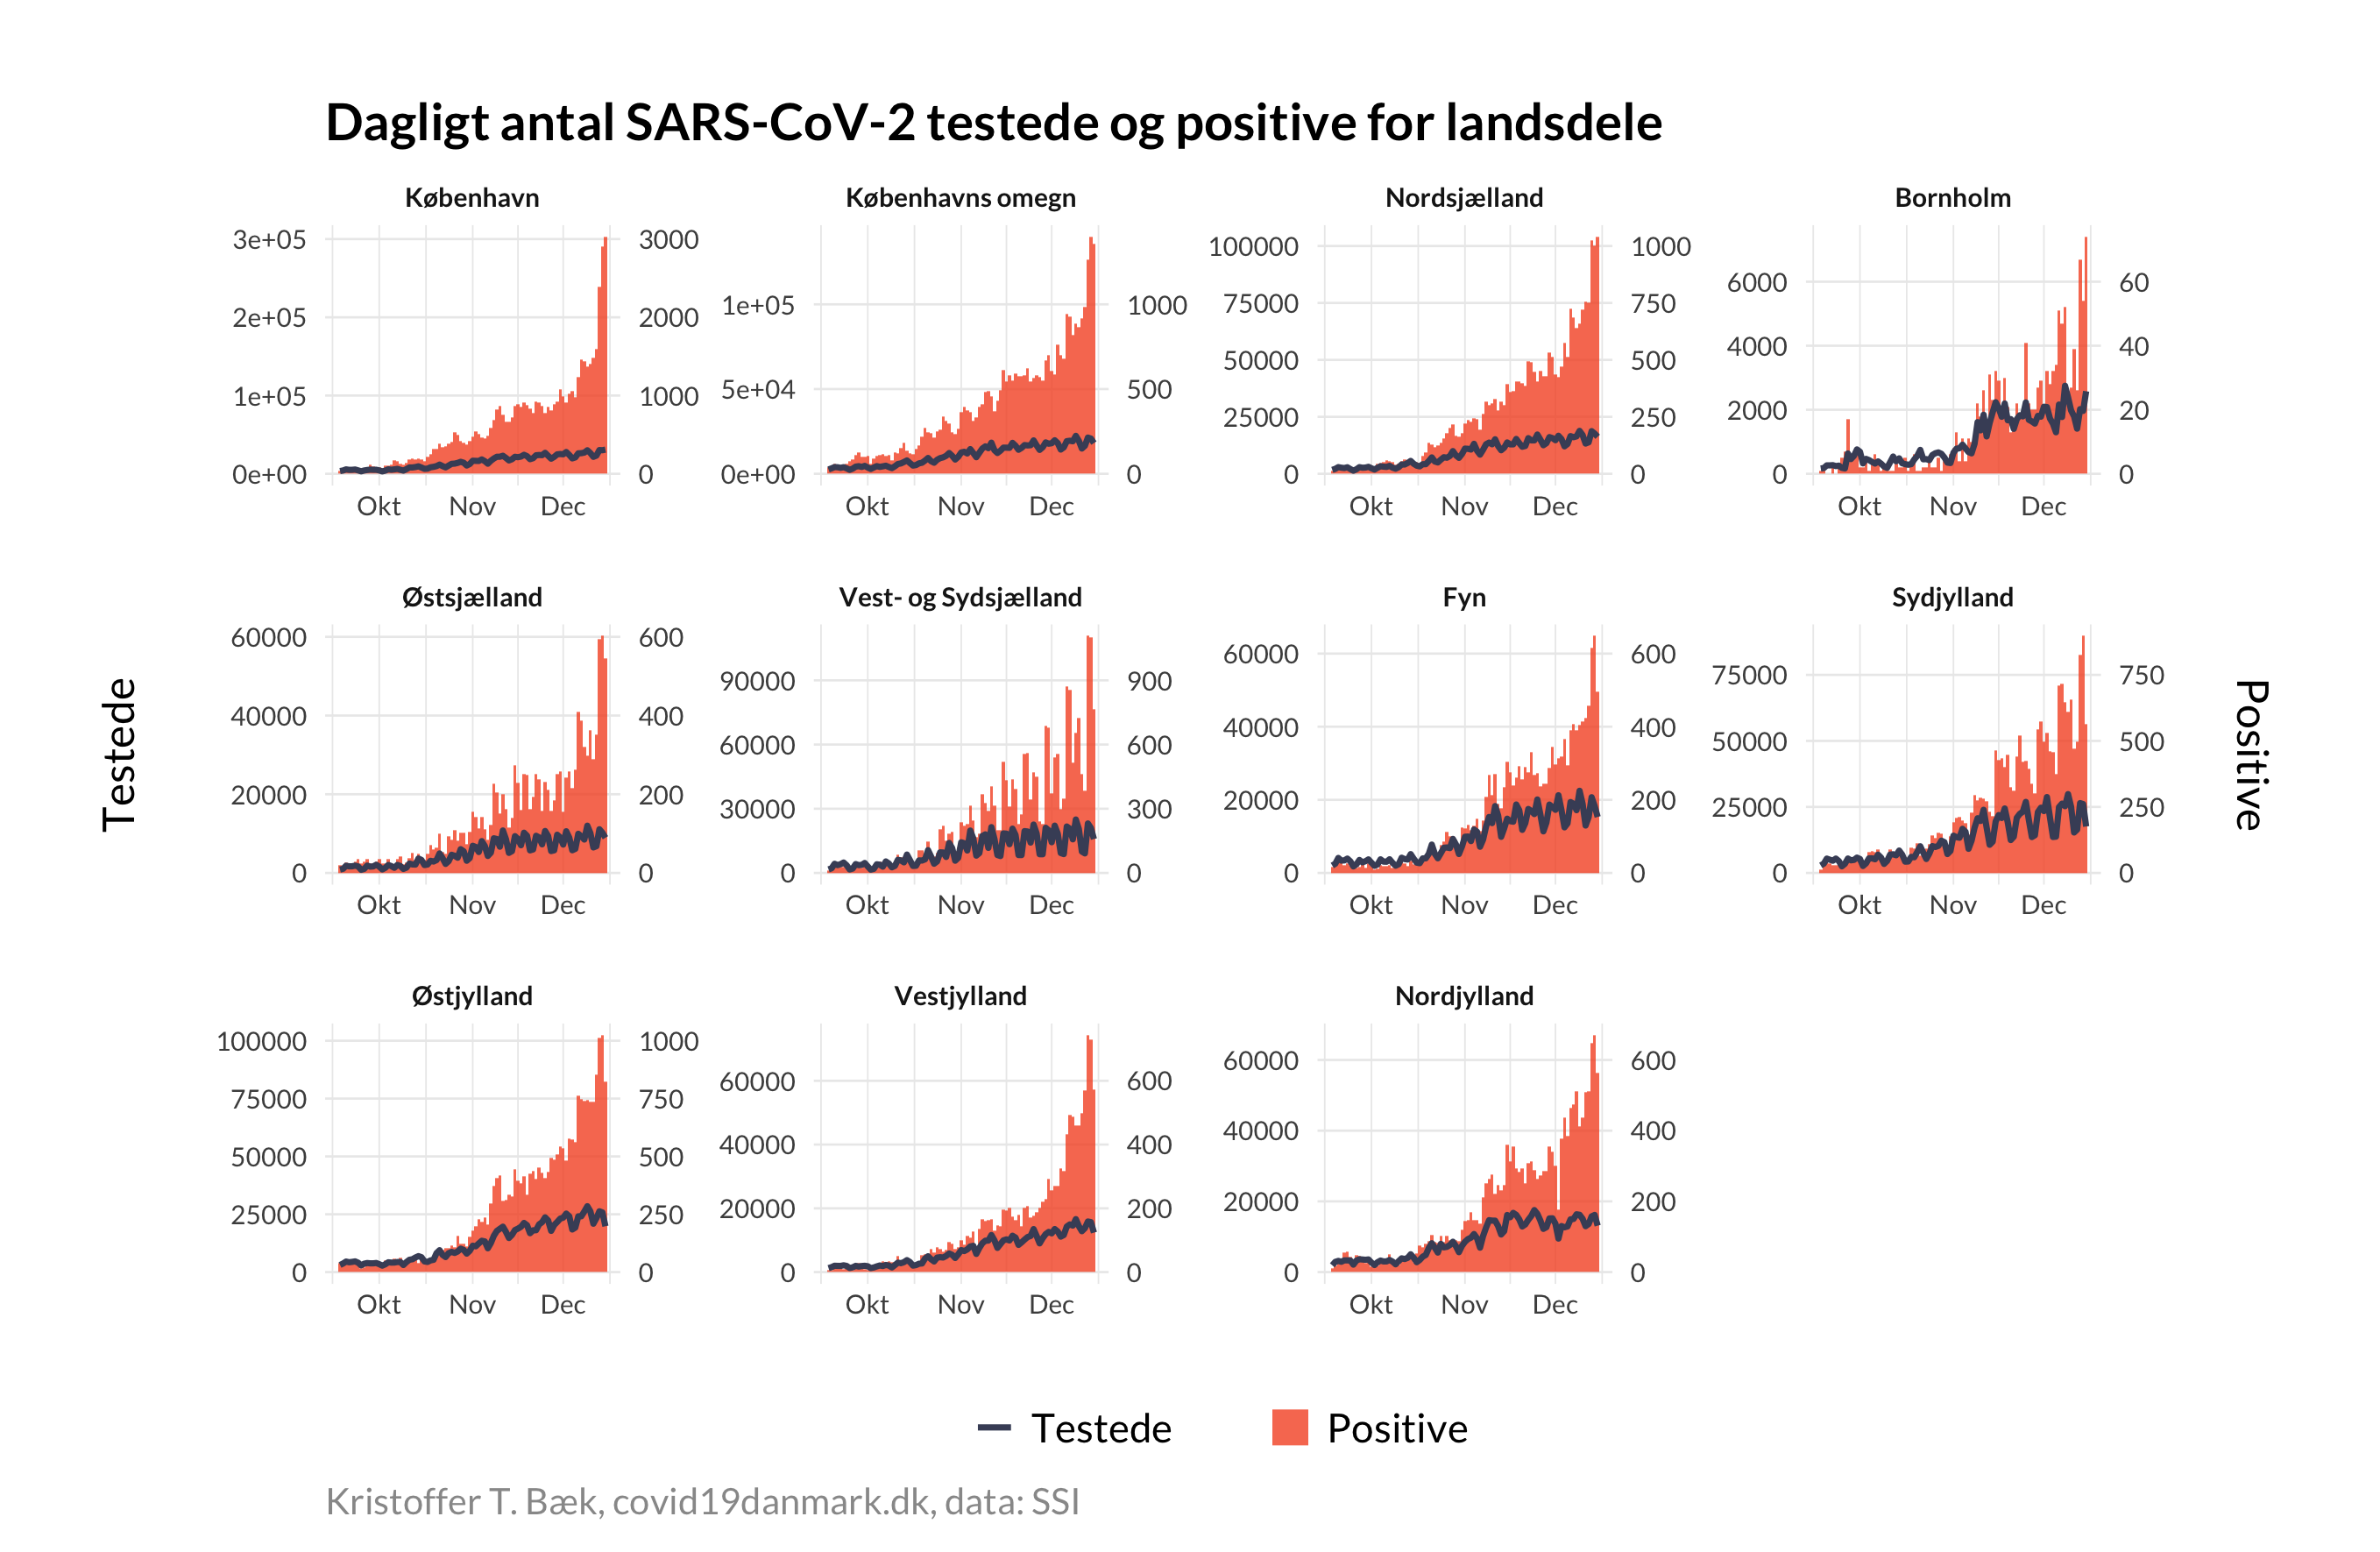 Dagligt antal SARS-CoV-2 testede og positive for landsdele
København
Københavns omegn
Nordsjælland
Bornholm
3e+05
2e+05
1e+05
0e+00
3000
2000
1000
0
1e+05
5e+04
0e+00
1000
500
0
100000
75000
50000
25000
0
1000
750
500
250
0
6000
4000
2000
0
60
40
20
0
Okt Nov Dec
Okt Nov Dec
Okt Nov Dec
Okt Nov Dec
Testede
Østsjælland
Vest- og Sydsjælland
Fyn
Sydjylland
60000
40000
20000
0
600
400
200
0
90000
60000
30000
0
900
600
300
0
60000
40000
20000
0
600
400
200
0
75000
50000
25000
0
750
500
250
0
Okt Nov Dec
Okt Nov Dec
Okt Nov Dec
Okt Nov Dec
Positive
Østjylland
Vestjylland
Nordjylland
100000
75000
50000
25000
0
1000
750
500
250
0
60000
40000
20000
0
600
400
200
0
60000
40000
20000
0
600
400
200
0
Okt Nov Dec
Okt Nov Dec
Okt Nov Dec
Testede
Positive
Kristoffer T. Bæk, covid19danmark.dk, data: SSI